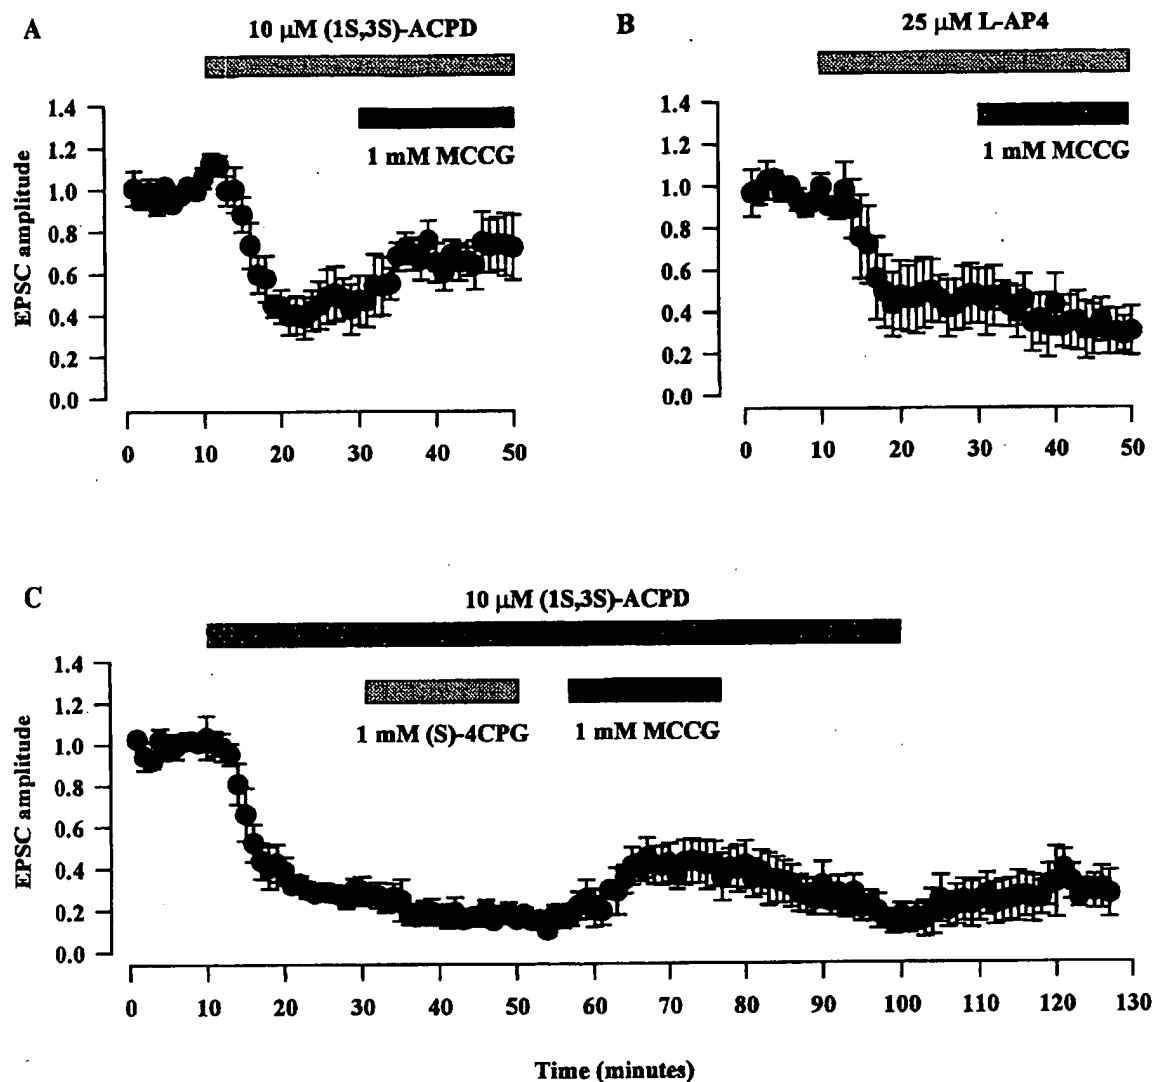 A
10 µM (1S,3S)-ACPD
1 mM MCCG
EPSC amplitude
1.4
1.2
1.0
0.8
0.6
0.4
0.2
0.0
0 10 20 30 40 50
B
25 µM L-AP4
1 mM MCCG
1.4
1.2
1.0
0.8
0.6
0.4
0.2
0.0
0 10 20 30 40 50
C
10 µM (1S,3S)-ACPD
1 mM (S)-4CPG 1 mM MCCG
EPSC amplitude
1.4
1.2
1.0
0.8
0.6
0.4
0.2
0.0
0 10 20 30 40 50 60 70 80 90 100 110 120 130
Time (minutes)